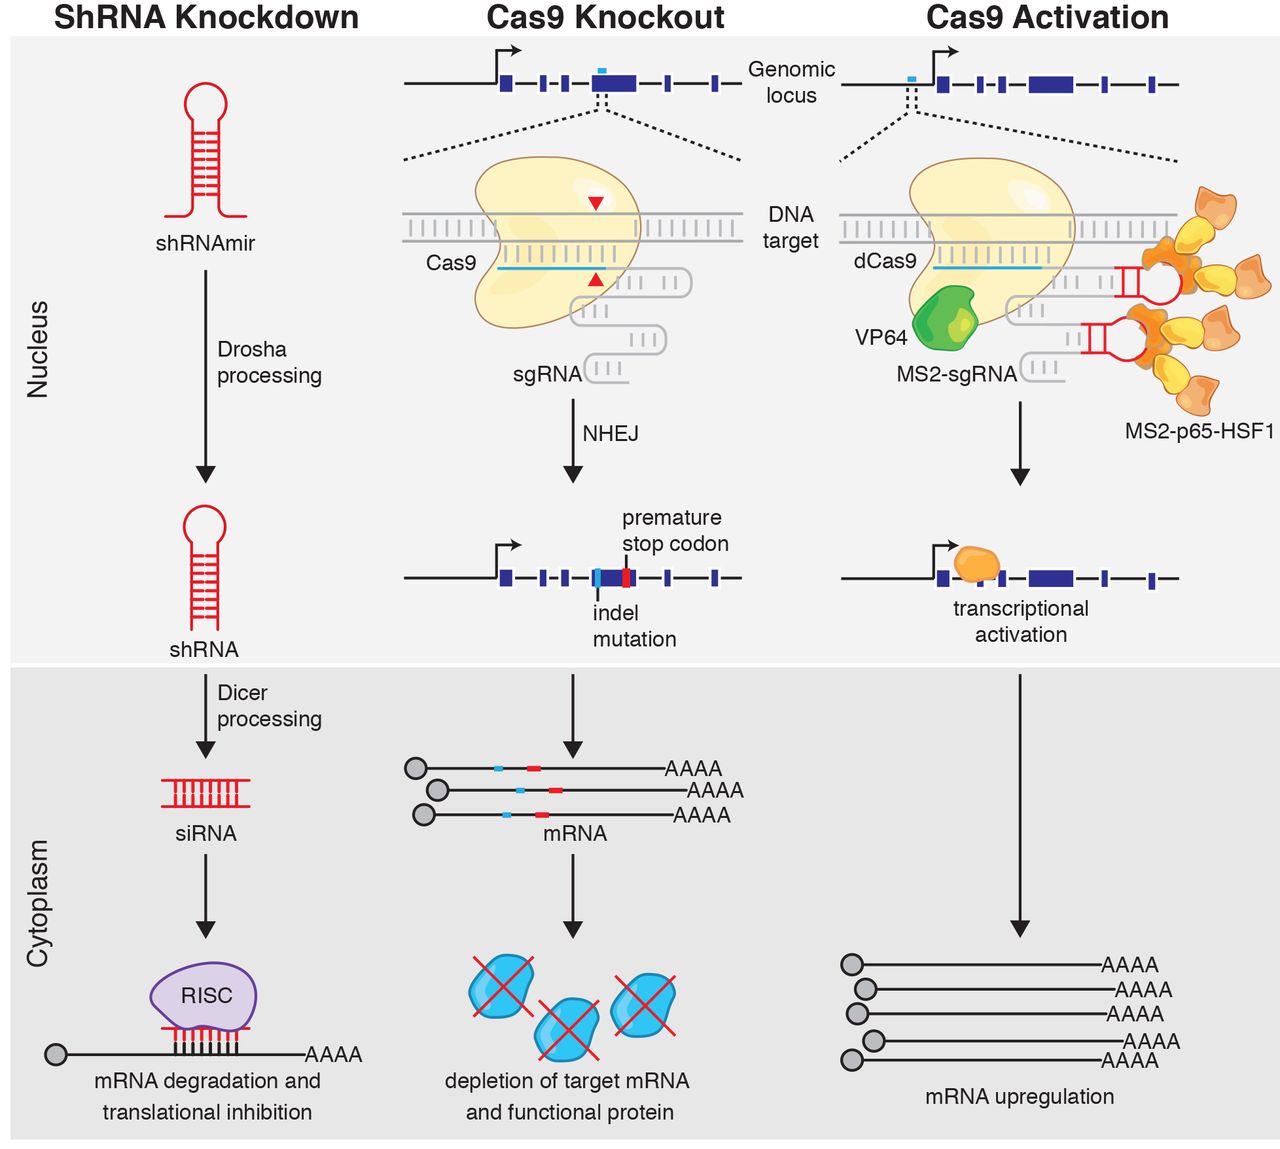 ShRNA Knockdown
Cas9 Knockout
Cas9 Activation
Nucleus
Cytoplasm
shRNAmir
Drosha
processing
shRNA
Dicer
processing
siRNA
RISC
AAAA
mRNA degradation and
translational inhibition
Genomic
locus
DNA
target
Cas9
sgRNA
NHEJ
premature
stop codon
indel
mutation
AAAA
AAAA
AAAA
mRNA
depletion of target mRNA
and functional protein
dCas9
VP64
MS2-sgRNA
MS2-p65-HSF1
transcriptional
activation
AAAA
AAAA
AAAA
AAAA
AAAA
mRNA upregulation